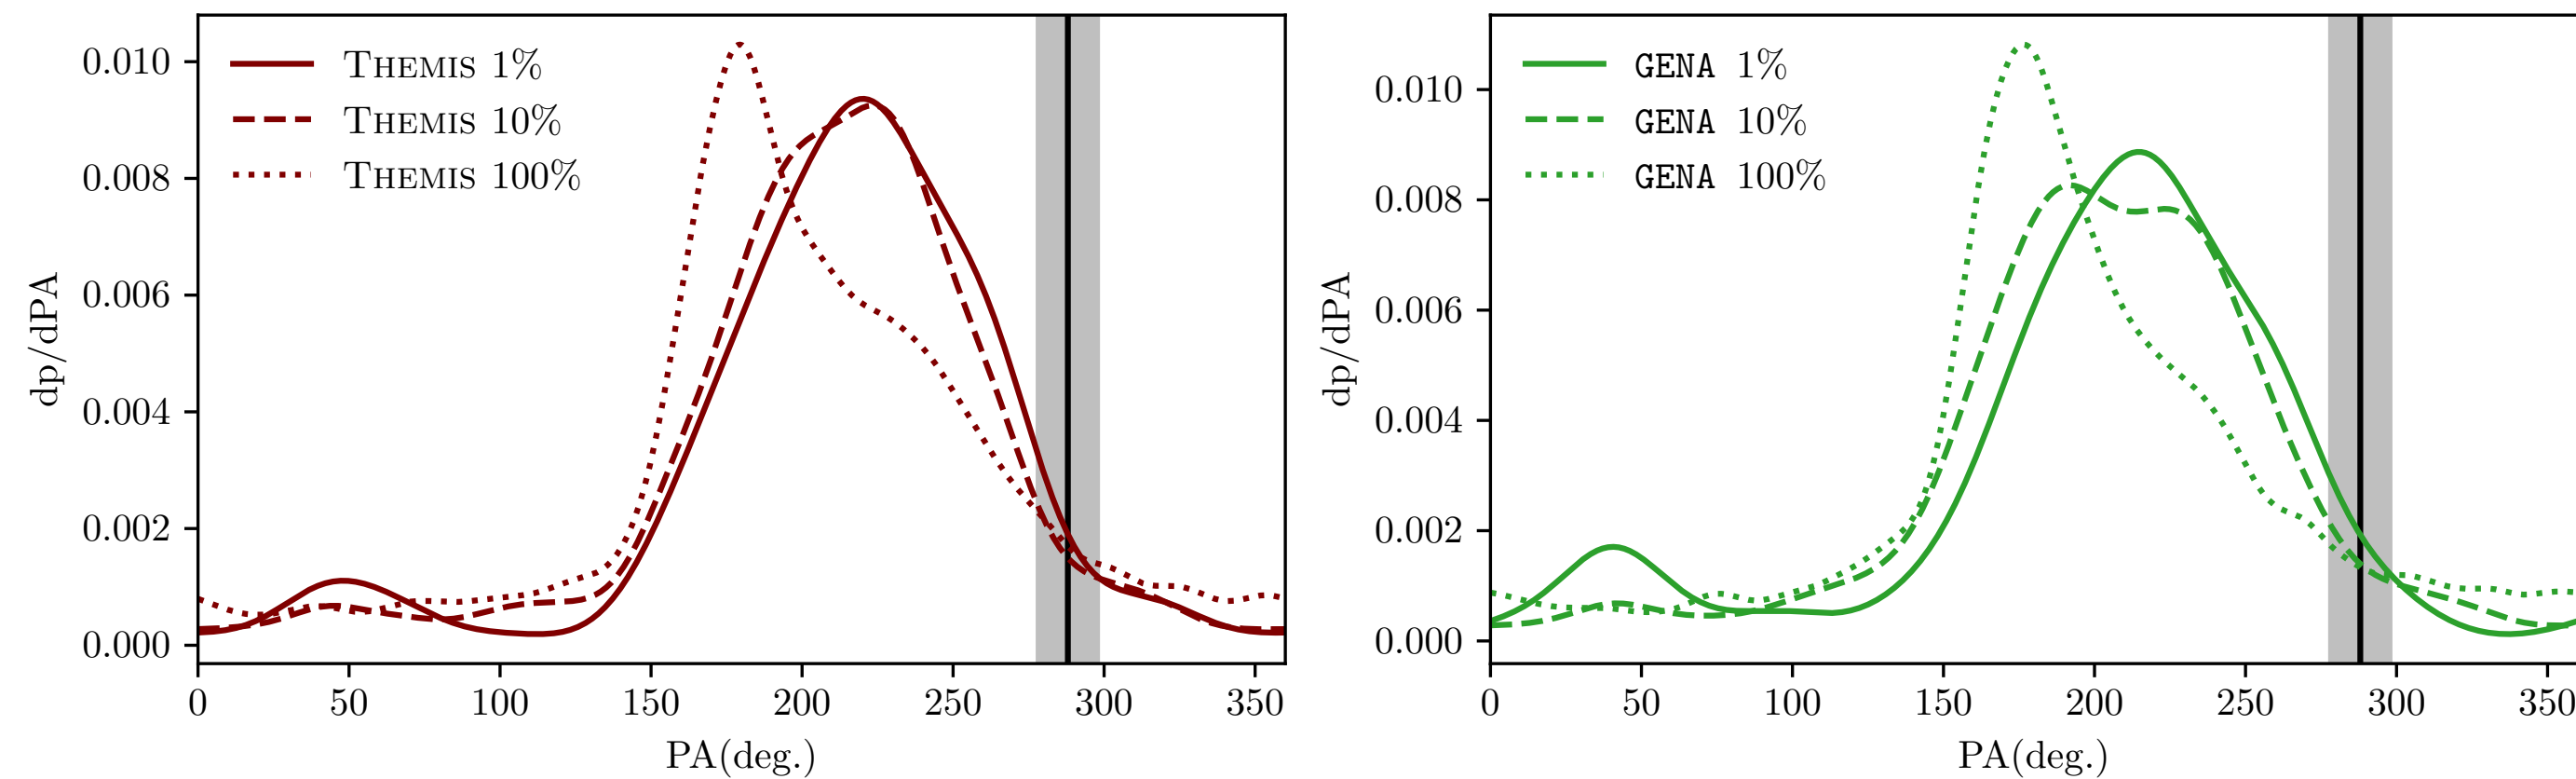 THEMIS 1%
THEMIS 10%
THEMIS 100%
0.010
0.008
0.006
0.004
0.002
0.000
dp/dPA
0 50 100 150 200 250 300 350
PA(deg.)
GENA 1%
GENA 10%
GENA 100%
0.010
0.008
0.006
0.004
0.002
0.000
dp/dPA
0 50 100 150 200 250 300 350
PA(deg.)